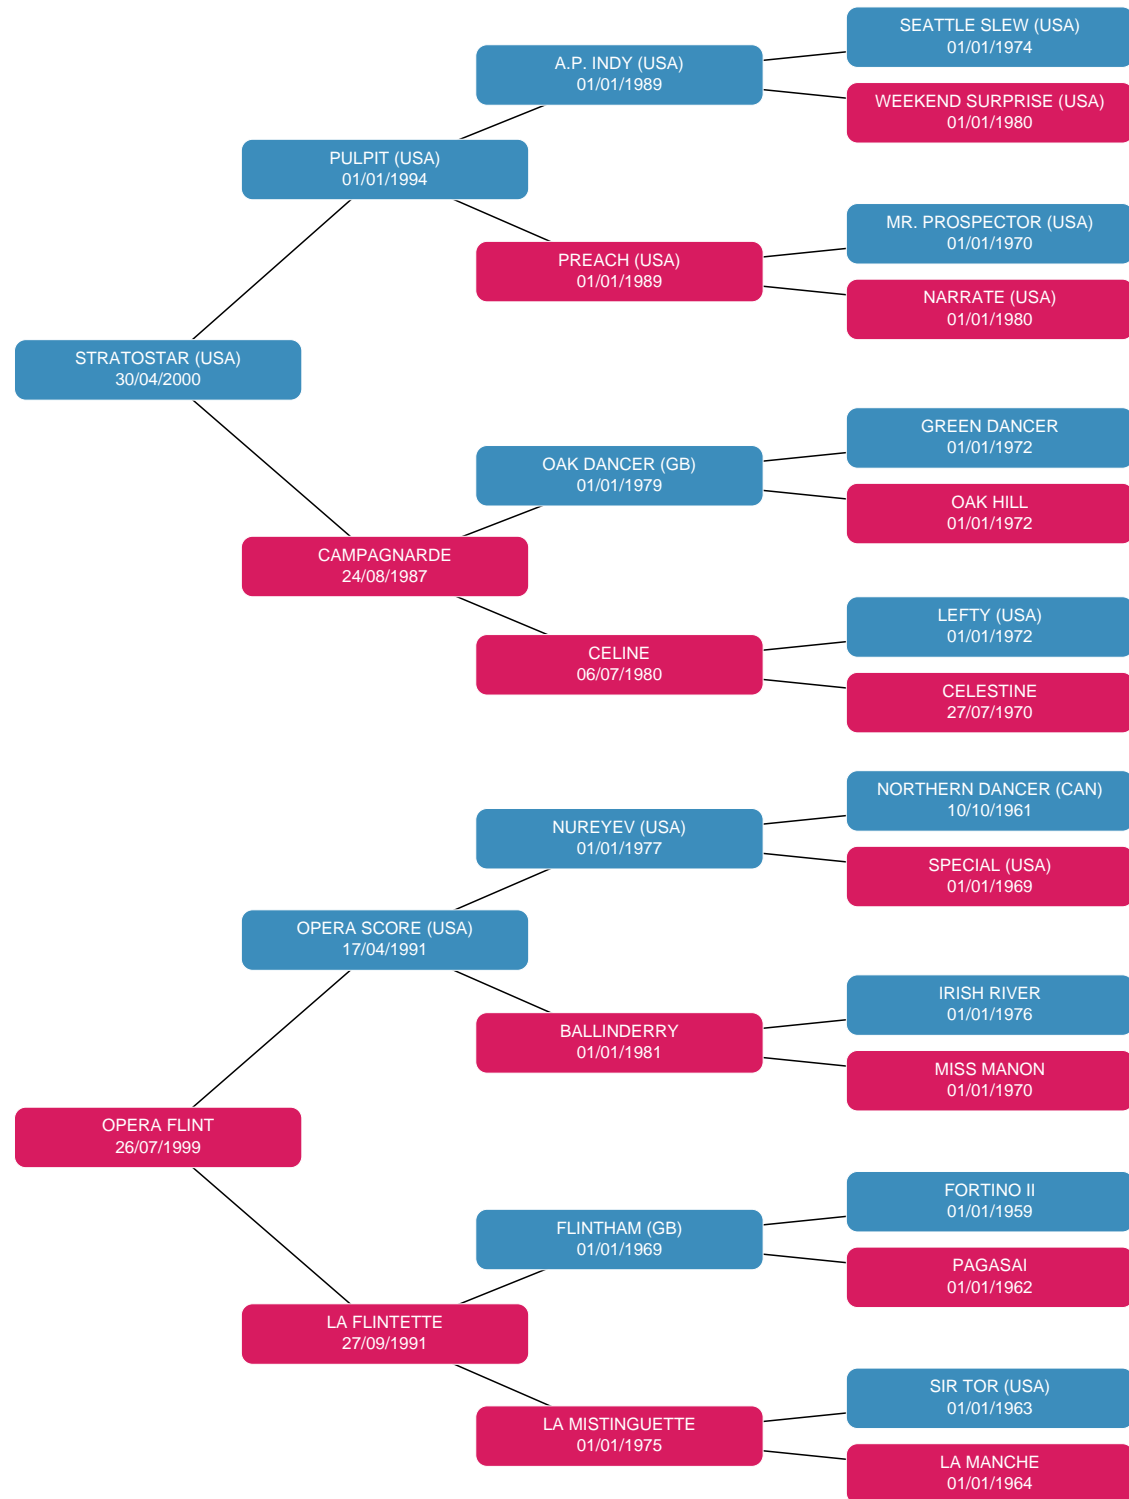 SEATTLE SLEW (USA)
01/01/1974
A.P. INDY (USA)
01/01/1989
WEEKEND SURPRISE (USA)
01/01/1980
PULPIT (USA)
01/01/1994
MR. PROSPECTOR (USA)
01/01/1970
PREACH (USA)
01/01/1989
NARRATE (USA)
01/01/1980
STRATOSTAR (USA)
30/04/2000
GREEN DANCER
01/01/1972
OAK DANCER (GB)
01/01/1979
OAK HILL
01/01/1972
CAMPAGNARDE
24/08/1987
LEFTY (USA)
01/01/1972
CELINE
06/07/1980
CELESTINE
27/07/1970
NORTHERN DANCER (CAN)
10/10/1961
NUREYEV (USA)
01/01/1977
SPECIAL (USA)
01/01/1969
OPERA SCORE (USA)
17/04/1991
IRISH RIVER
01/01/1976
BALLINDERRY
01/01/1981
MISS MANON
01/01/1970
OPERA FLINT
26/07/1999
FORTINO II
01/01/1959
FLINTHAM (GB)
01/01/1969
PAGASAI
01/01/1962
LA FLINTETTE
27/09/1991
SIR TOR (USA)
01/01/1963
LA MISTINGUETTE
01/01/1975
LA MANCHE
01/01/1964